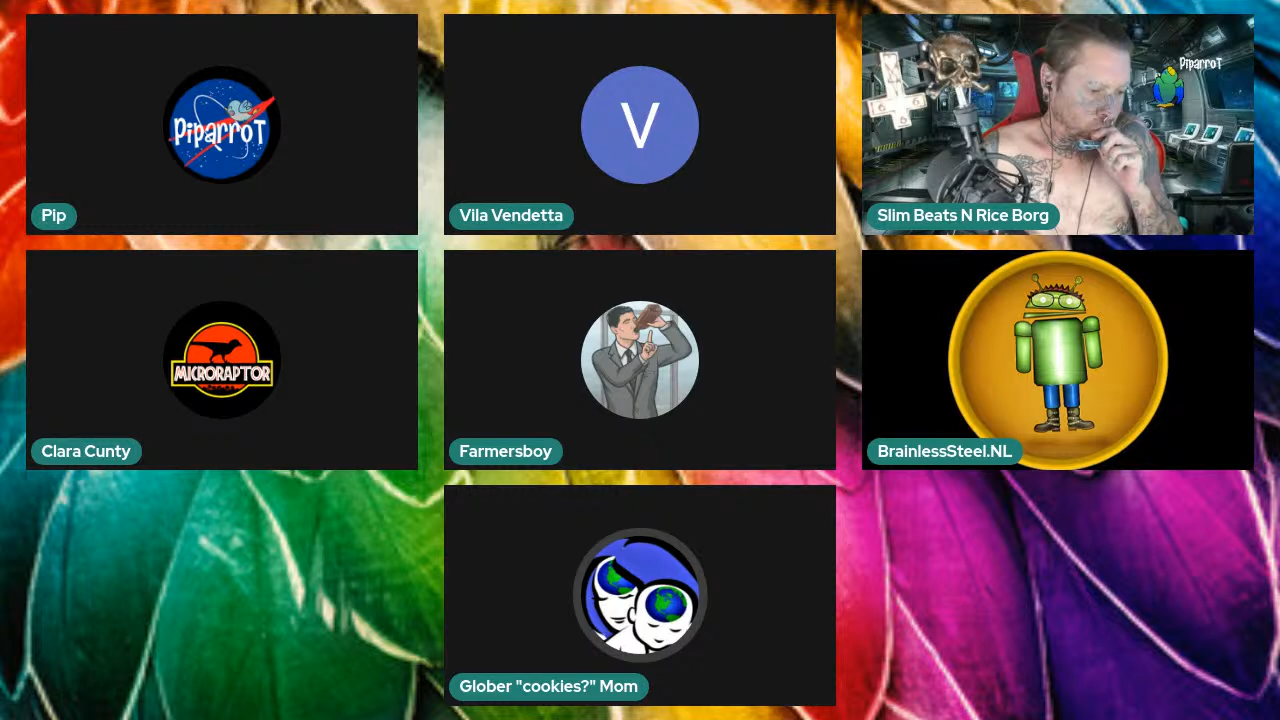 PiparroT
Pip
V
Vila Vendetta
PiparroT
Slim Beats N Rice Borg
MICRORAPTOR
Clara Cunty
Farmersboy
BrainlessSteel.NL
Glober "cookies?" Mom